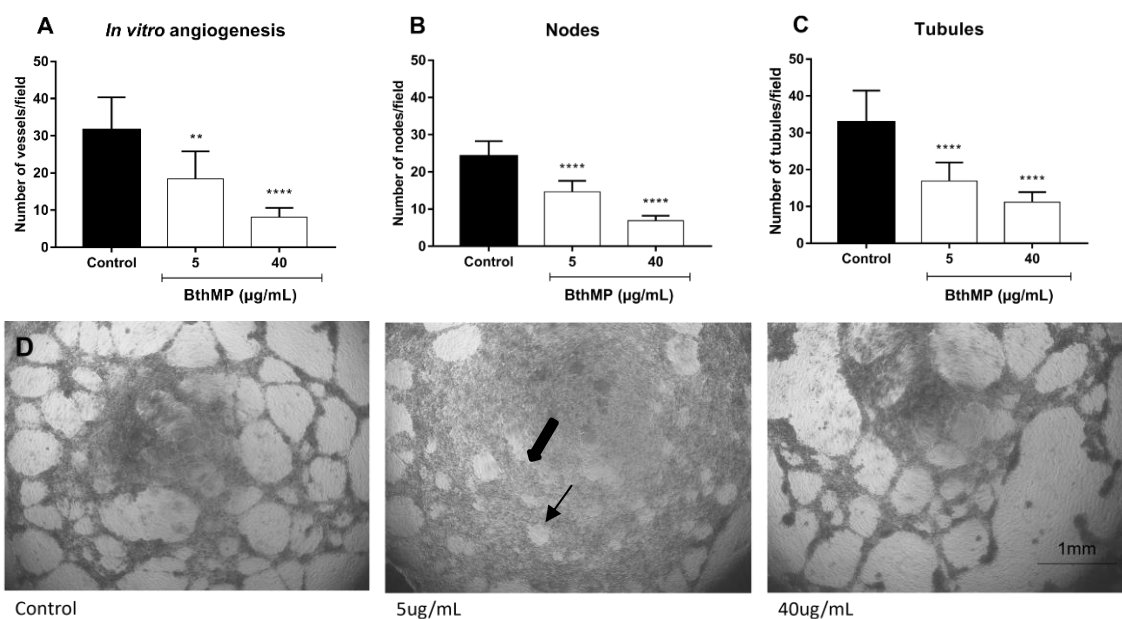 A
In vitro angiogenesis
Number of vessels/field
50
40
30
20
10
0
**
****
Control
5
40
BthMP (µg/mL)
B
Nodes
Number of nodes/field
50
40
30
20
10
0
****
****
Control
5
40
BthMP (µg/mL)
C
Tubules
Number of tubules/field
50
40
30
20
10
0
****
****
Control
5
40
BthMP (µg/mL)
D
1mm
Control
5ug/mL
40ug/mL